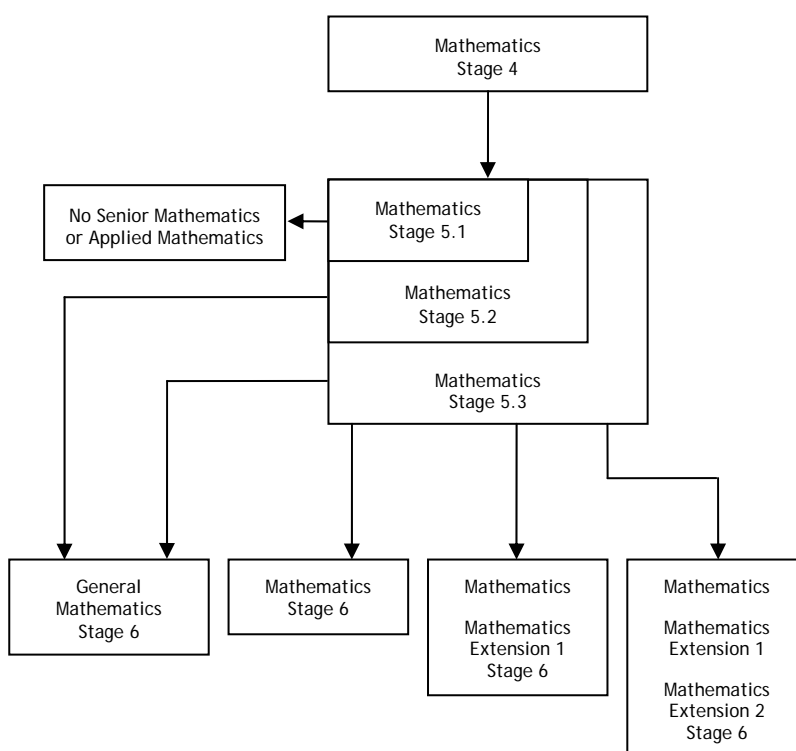 Mathematics
Stage 4
No Senior Mathematics
or Applied Mathematics
Mathematics
Stage 5.1
Mathematics
Stage 5.2
Mathematics
Stage 5.3
General
Mathematics
Stage 6
Mathematics
Stage 6
Mathematics
Mathematics
Extension 1
Stage 6
Mathematics
Mathematics
Extension 1
Mathematics
Extension 2
Stage 6